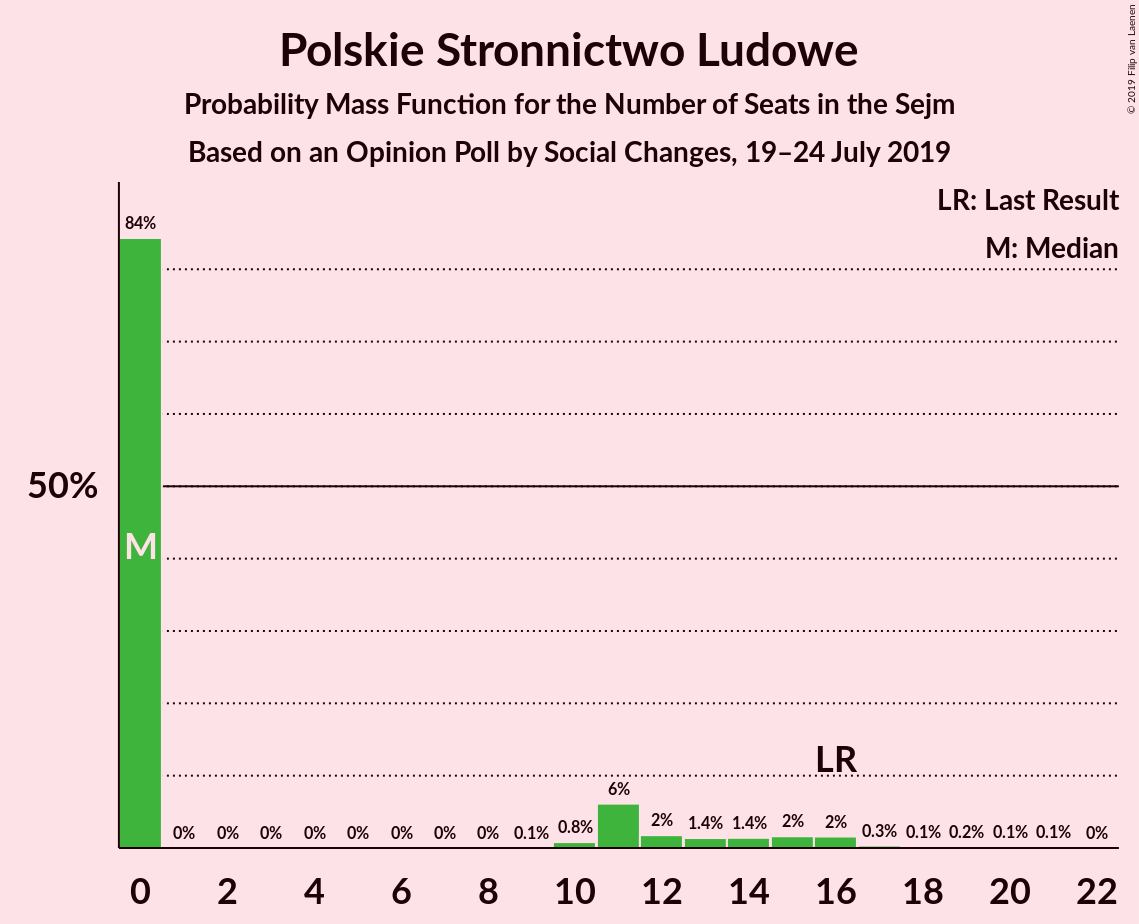 Polskie Stronnictwo Ludowe
Probability Mass Function for the Number of Seats in the Sejm
Based on an Opinion Poll by Social Changes, 19–24 July 2019
© 2019 Filip van Laenen
LR: Last Result
M: Median
50%
84%
M
0%
0%
0%
0%
0%
0%
0%
0%
0.1%
0.8%
6%
2%
1.4%
1.4%
2%
2%
LR
0.3%
0.1%
0.2%
0.1%
0.1%
0%
0 2 4 6 8 10 12 14 16 18 20 22